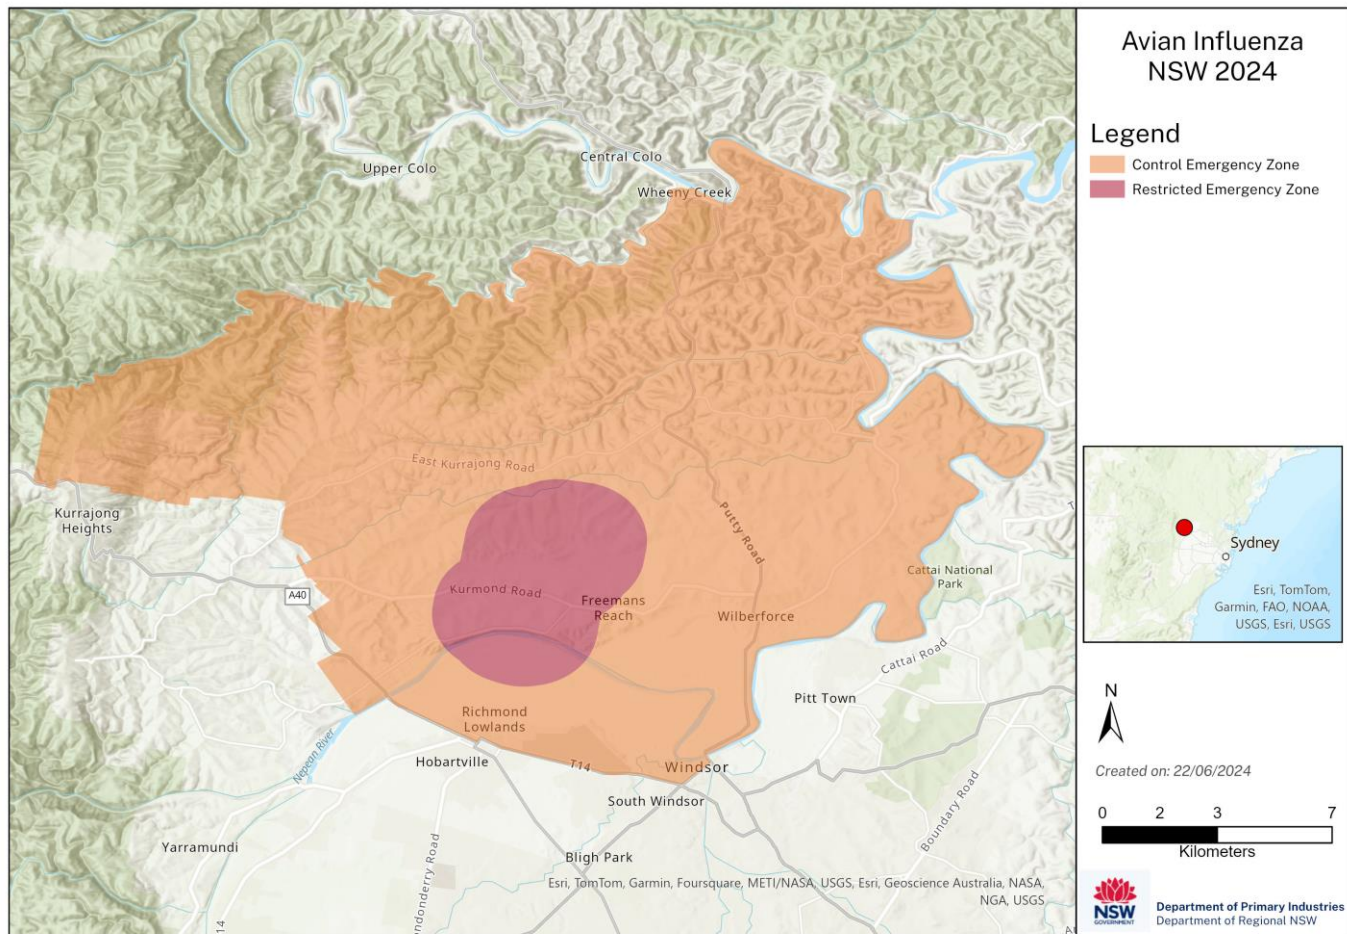 Avian Influenza
NSW 2024
Legend
Control Emergency Zone
Restricted Emergency Zone
Upper Colo
Central Colo
Wheeny Creek
East Kurrajong Road
Kurrajong
Heights
Putty Road
A40
Kurmond Road
Freemans
Reach
Wilberforce
Cattai National
Park
Cattai Road
Pitt Town
Richmond
Lowlands
Nepean River
Hobartville
T14
Windsor
South Windsor
Boundary Road
Yarramundi
Bligh Park
ondonderry Road
14
Esri, TomTom, Garmin, Foursquare, METI/NASA, USGS, Esri, Geoscience Australia, NASA,
NGA, USGS
Sydney
Esri, TomTom,
Garmin, FAO, NOAA,
USGS, Esri, USGS
N
Created on: 22/06/2024
0 2 3 7
Kilometers
NSW
GOVERNMENT
Department of Primary Industries
Department of Regional NSW